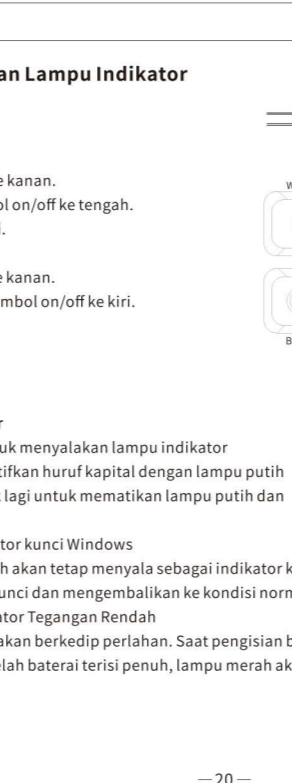 an Lampu Indikator
e kanan.
ol on/off ke tengah.
i.
e kanan.
mbol on/off ke kiri.
W
B
r
uk menyalakan lampu indikator
tifkan huruf kapital dengan lampu putih
k lagi untuk mematikan lampu putih dan
tor kunci Windows
h akan tetap menyala sebagai indikator k
unci dan mengembalikan ke kondisi norm
ator Tegangan Rendah
akan berkedip perlahan. Saat pengisian b
elah baterai terisi penuh, lampu merah ak
—20—